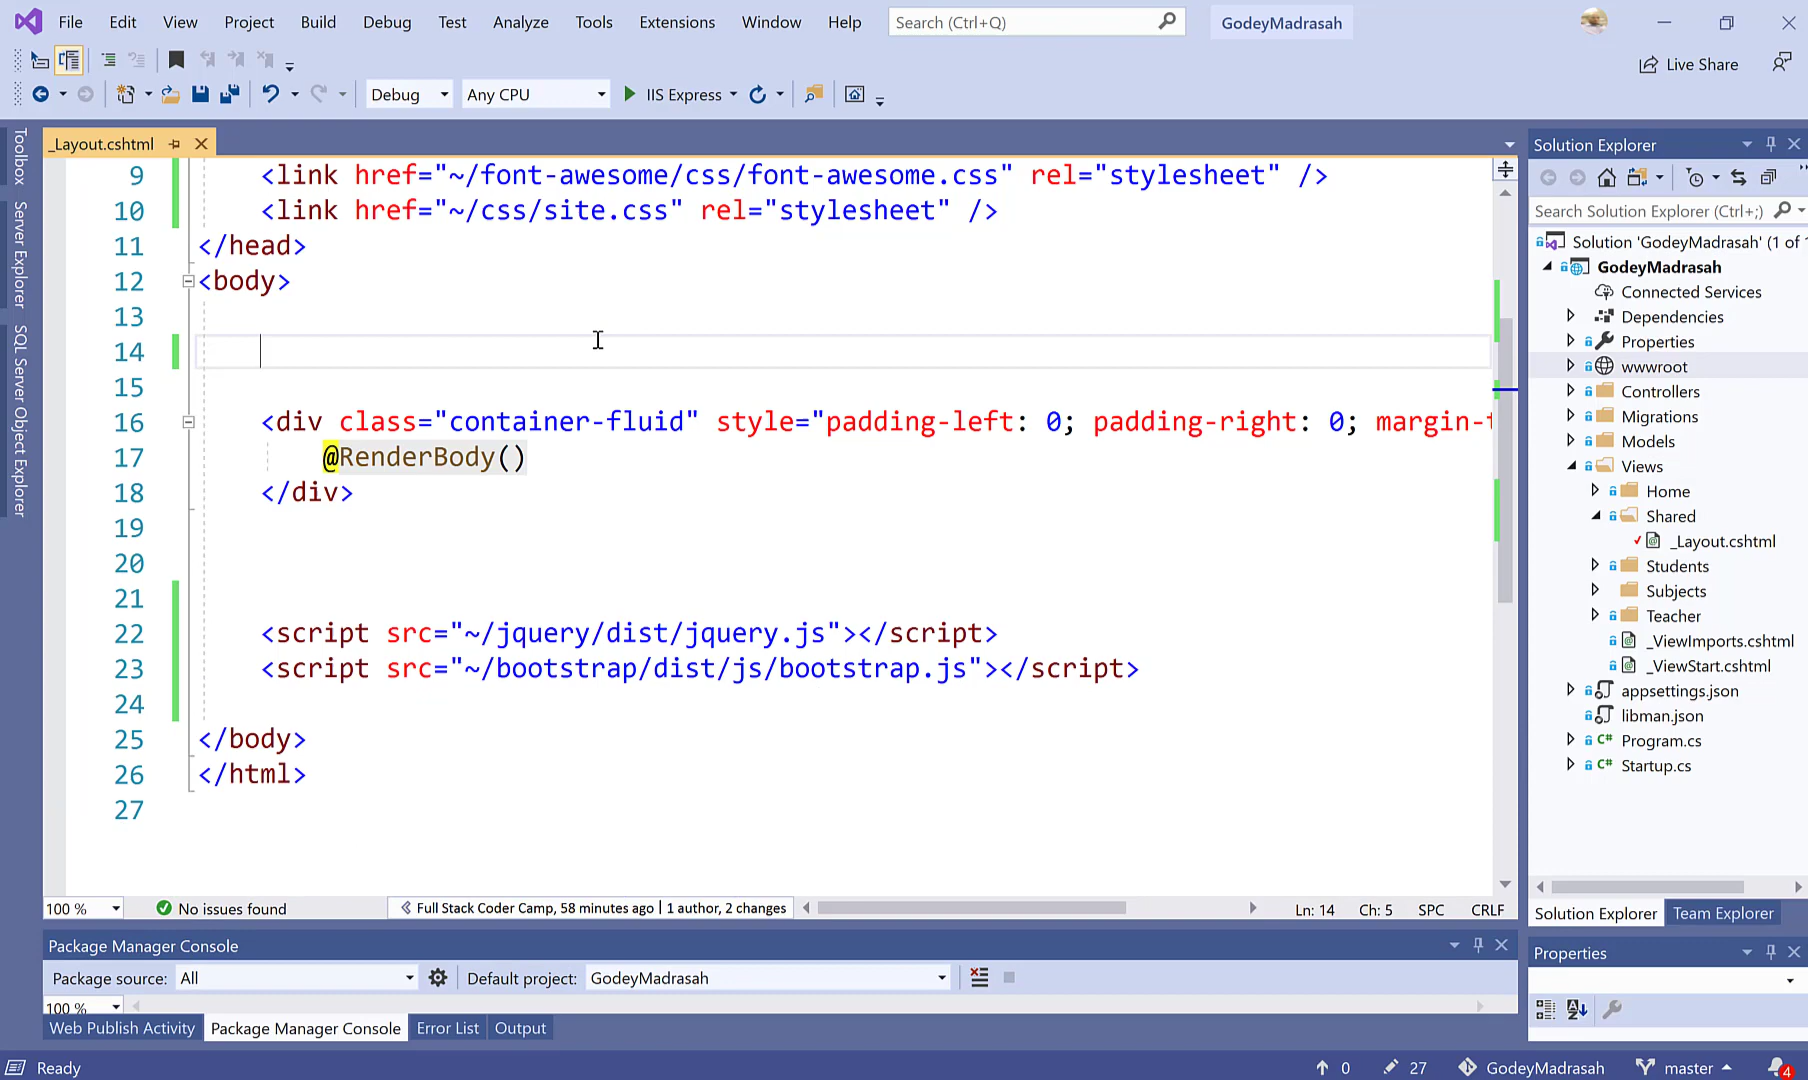 File Edit View Project Build Debug Test Analyze Tools Extensions Window Help Search (Ctrl+Q) GodeyMadrasah
Live Share
Debug Any CPU IIS Express
Toolbox
Server Explorer
SQL Server Object Explorer
_Layout.cshtml
9 <link href="~/font-awesome/css/font-awesome.css" rel="stylesheet" />
10 <link href="~/css/site.css" rel="stylesheet" />
11 </head>
12 <body>
13
14
15
16 <div class="container-fluid" style="padding-left: 0; padding-right: 0; margin-t
17 @RenderBody()
18 </div>
19
20
21
22 <script src="~/jquery/dist/jquery.js"></script>
23 <script src="~/bootstrap/dist/js/bootstrap.js"></script>
24
25 </body>
26 </html>
27
100 % No issues found Full Stack Coder Camp, 58 minutes ago | 1 author, 2 changes Ln: 14 Ch: 5 SPC CRLF
Solution Explorer
Search Solution Explorer (Ctrl+;)
Solution 'GodeyMadrasah' (1 of 1
GodeyMadrasah
Connected Services
Dependencies
Properties
wwwroot
Controllers
Migrations
Models
Views
Home
Shared
_Layout.cshtml
Students
Subjects
Teacher
_ViewImports.cshtml
_ViewStart.cshtml
appsettings.json
libman.json
C# Program.cs
C# Startup.cs
Solution Explorer Team Explorer
Properties
Package Manager Console
Package source: All Default project: GodeyMadrasah
100 %
Web Publish Activity Package Manager Console Error List Output
Ready 0 27 GodeyMadrasah master 4